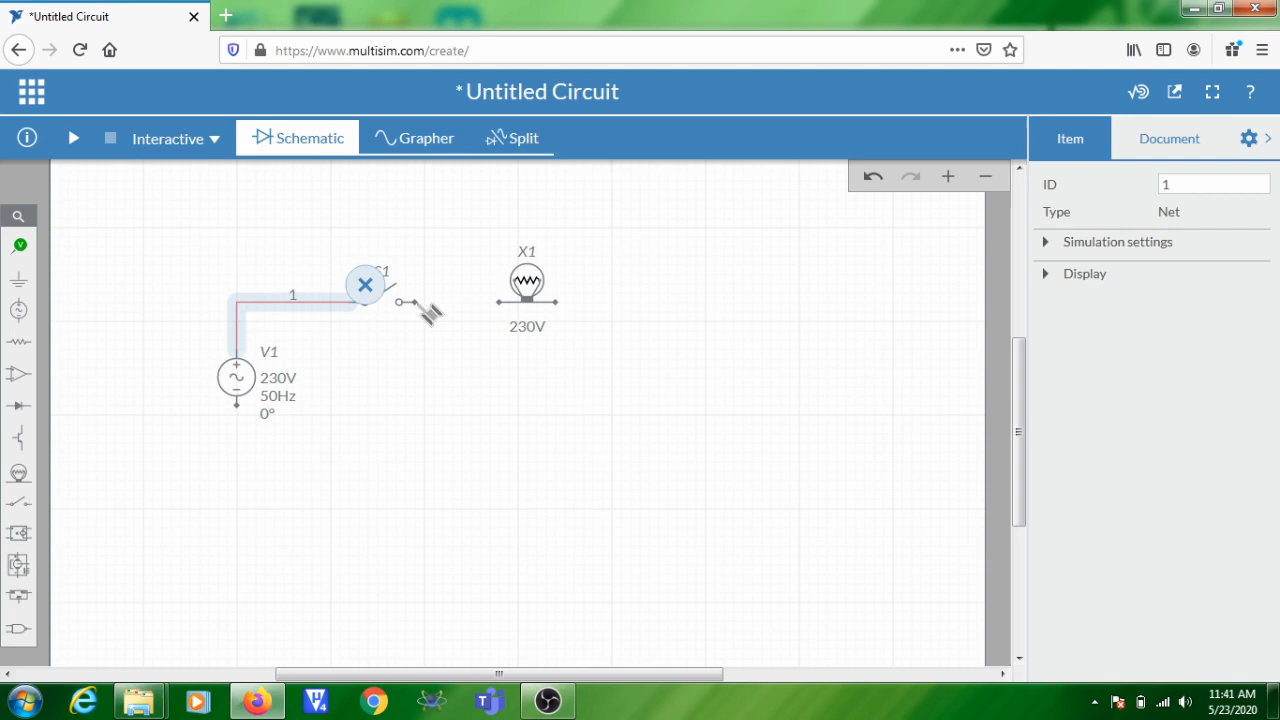 *Untitled Circuit
https://www.multisim.com/create/
*Untitled Circuit
?
Interactive
Schematic
Grapher
Split
Item
Document
ID
1
Type
Net
Simulation settings
Display
X1
S1
1
230V
V1
230V
50Hz
0°
11:41 AM
5/23/2020